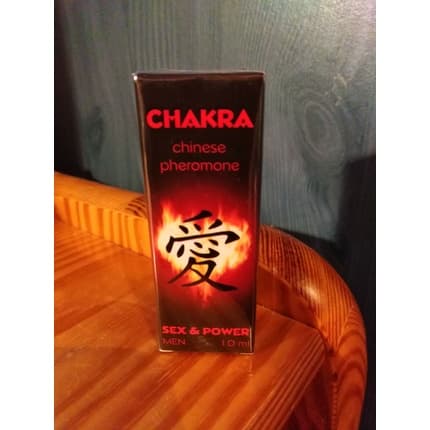 CHAKRA
chinese
pheromone
愛
SEX & POWER
MEN 10 ml